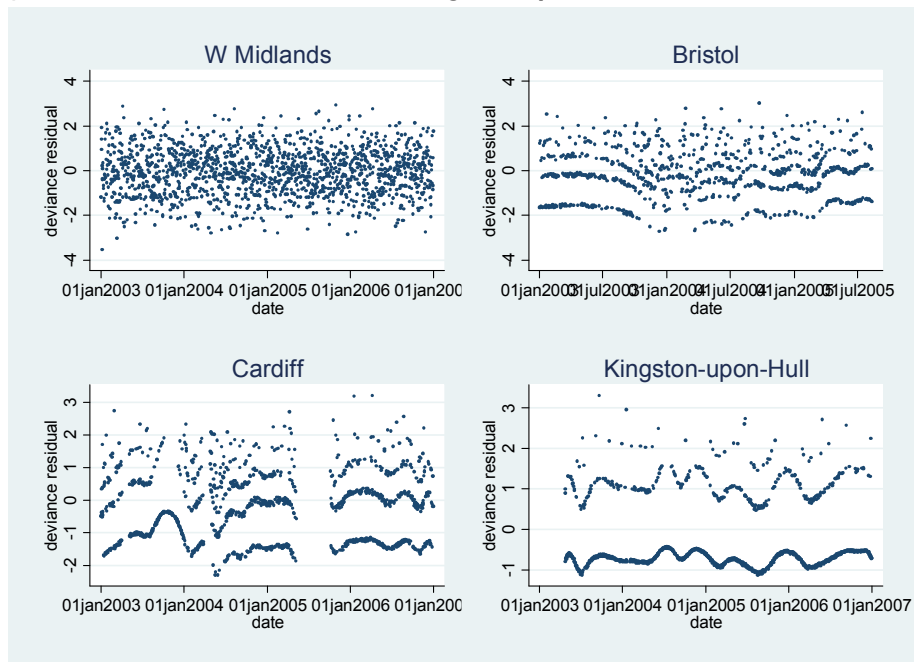 W Midlands
4
2
0
-2
-4
deviance residual
01jan2003 01jan2004 01jan2005 01jan2006 01jan200
date
Bristol
4
2
0
-2
-4
deviance residual
01jan2003 01jul2003 01jan2004 01jul2004 01jan2005 01jul2005
date
Cardiff
3
2
1
0
-1
-2
deviance residual
01jan2003 01jan2004 01jan2005 01jan2006 01jan200
date
Kingston-upon-Hull
3
2
1
0
-1
deviance residual
01jan2003 01jan2004 01jan2005 01jan2006 01jan2007
date